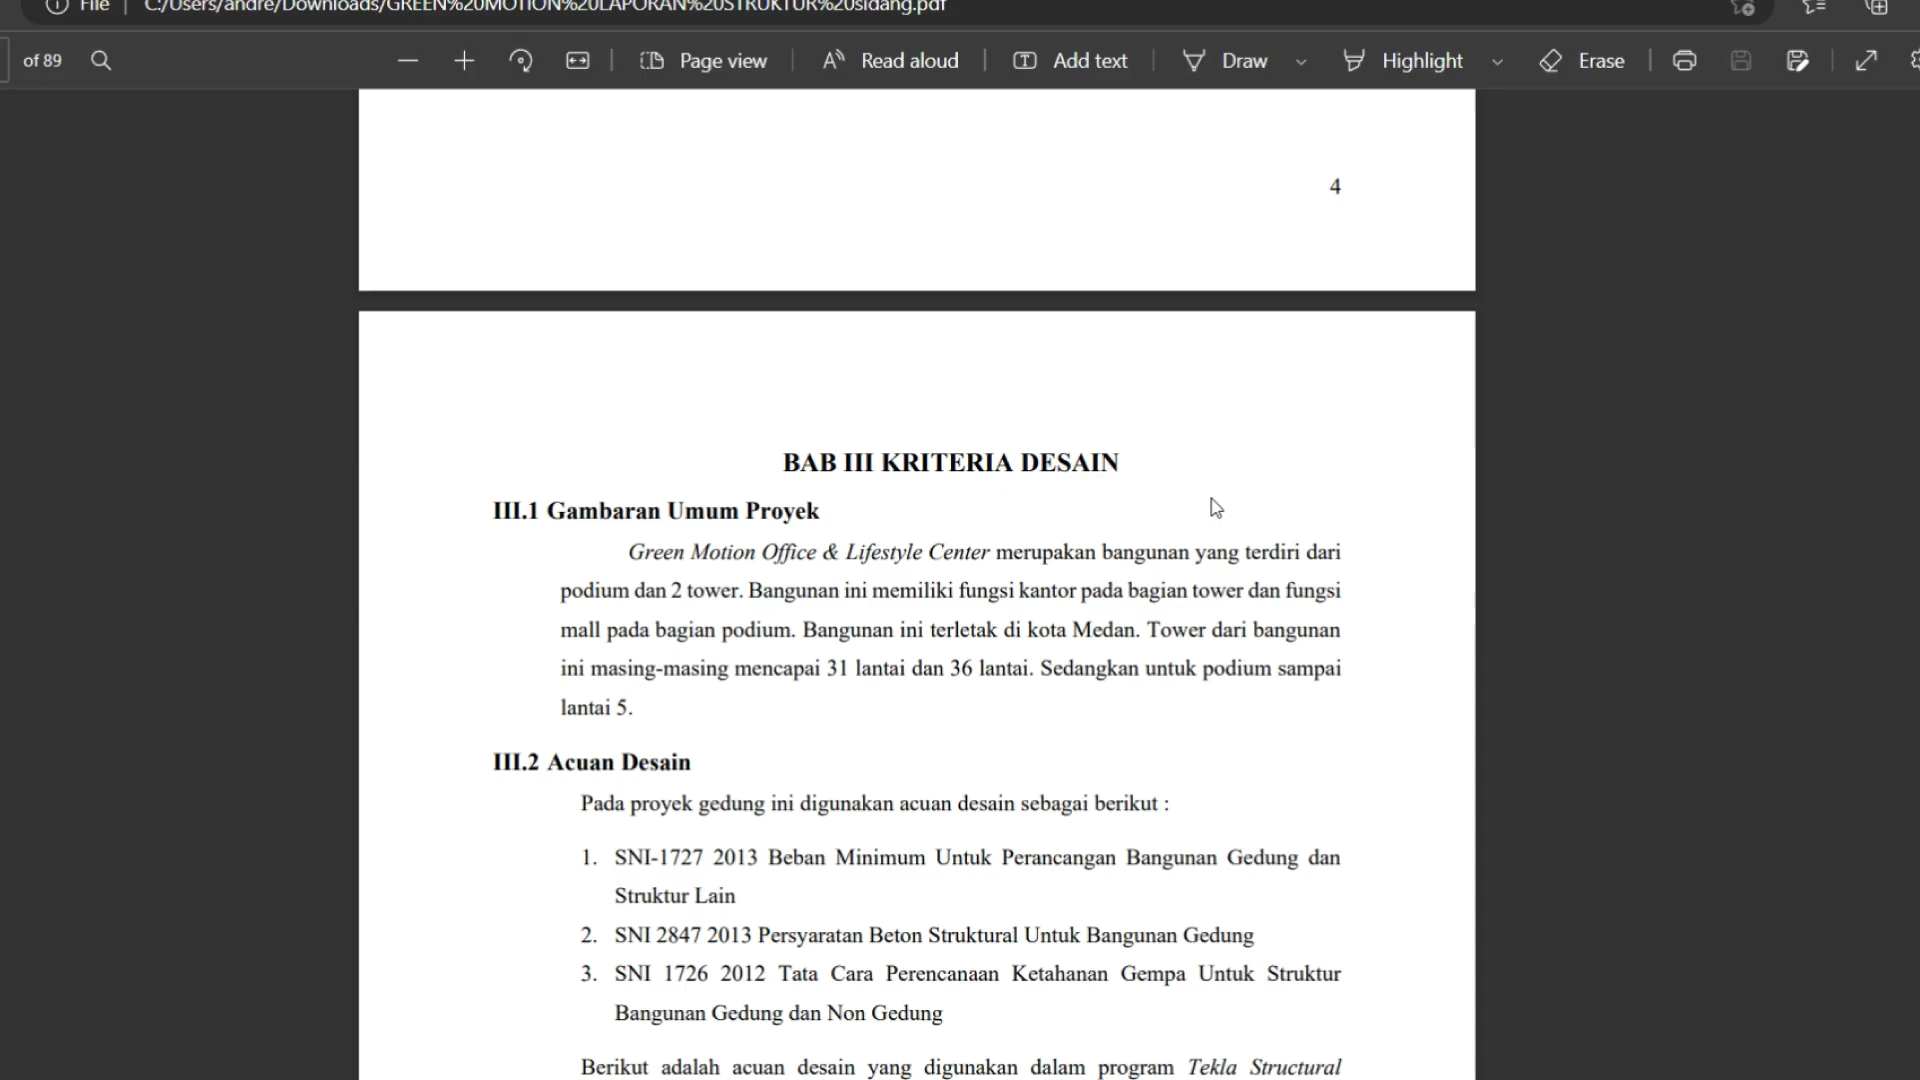 File | C:/Users/andre/Downloads/GREEN%20MOTION%20LAPORAN%20STRUKTUR%20sidang.pdf
of 89
Page view
Read aloud
Add text
Draw
Highlight
Erase
4
BAB III KRITERIA DESAIN
III.1 Gambaran Umum Proyek
Green Motion Office & Lifestyle Center merupakan bangunan yang terdiri dari
podium dan 2 tower. Bangunan ini memiliki fungsi kantor pada bagian tower dan fungsi
mall pada bagian podium. Bangunan ini terletak di kota Medan. Tower dari bangunan
ini masing-masing mencapai 31 lantai dan 36 lantai. Sedangkan untuk podium sampai
lantai 5.
III.2 Acuan Desain
Pada proyek gedung ini digunakan acuan desain sebagai berikut :
1. SNI-1727 2013 Beban Minimum Untuk Perancangan Bangunan Gedung dan
Struktur Lain
2. SNI 2847 2013 Persyaratan Beton Struktural Untuk Bangunan Gedung
3. SNI 1726 2012 Tata Cara Perencanaan Ketahanan Gempa Untuk Struktur
Bangunan Gedung dan Non Gedung
Berikut adalah acuan desain yang digunakan dalam program Tekla Structural